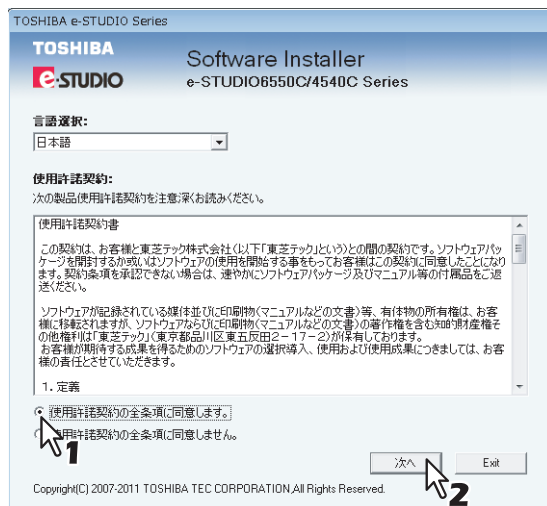 TOSHIBA e-STUDIO Series
TOSHIBA
e-STUDIO
Software Installer
e-STUDIO6550C/4540C Series
言語選択:
日本語
使用許諾契約:
次の製品使用許諾契約を注意深くお読みください。
使用許諾契約書
この契約は、お客様と東芝テック株式会社(以下「東芝テック」という)との間の契約です。ソフトウェアパッ
ケージを開封するか或いはソフトウェアの使用を開始する事をもってお客様はこの契約に同意したことになり
ます。契約条項を承認できない場合は、速やかにソフトウェアパッケージ及びマニュアル等の付属品をご返
送ください。
ソフトウェアが記録されている媒体並びに印刷物(マニュアルなどの文書)等、有体物の所有権は、お客
様に移転されますが、ソフトウェアならびに印刷物(マニュアルなどの文書)の著作権を含む知的財産権そ
の他権利は「東芝テック」(東京都品川区東五反田2-17-2)が保有しております。
お客様が期待する成果を得るためのソフトウェアの選択導入、使用および使用成果につきましては、お客
様の責任とさせていただきます。
1. 定義
使用許諾契約の全条項に同意します。
使用許諾契約の全条項に同意しません。
1
次へ
Exit
2
Copyright(C) 2007-2011 TOSHIBA TEC CORPORATION,All Rights Reserved.